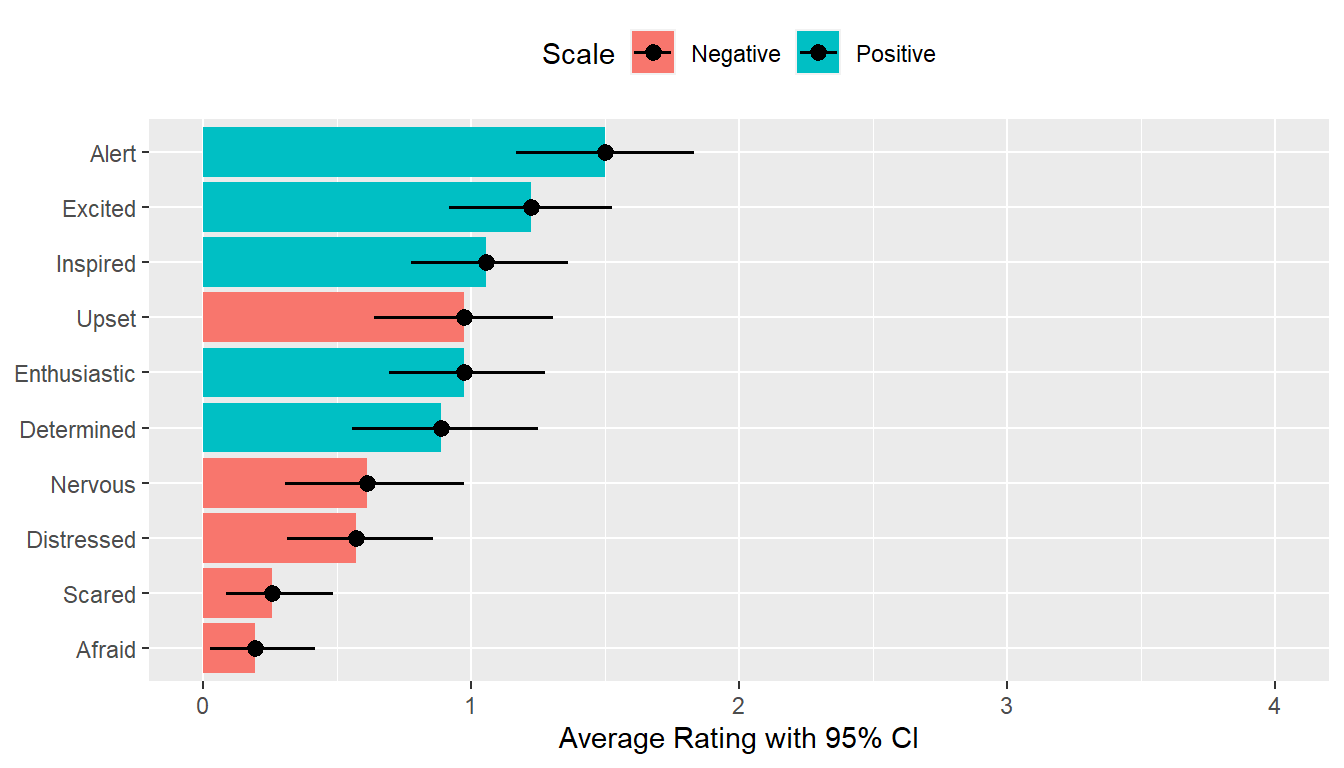 Scale Negative Positive
Alert
Excited
Inspired
Upset
Enthusiastic
Determined
Nervous
Distressed
Scared
Afraid
0 1 2 3 4
Average Rating with 95% CI